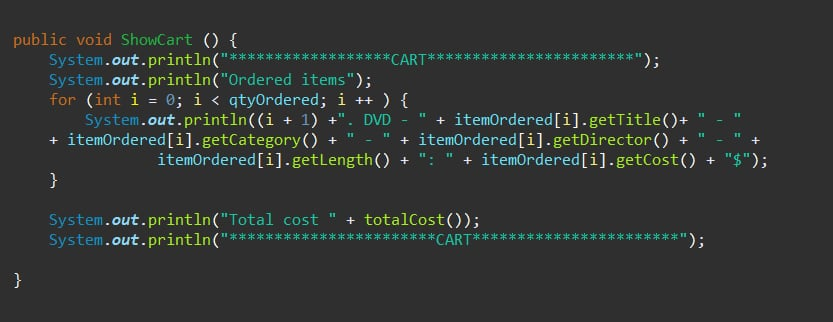 public void ShowCart () {
System.out.println("******************CART***********************");
System.out.println("Ordered items");
for (int i = 0; i < qtyOrdered; i ++ ) {
System.out.println((i + 1) +". DVD - " + itemOrdered[i].getTitle()+ " - "
+ itemOrdered[i].getCategory() + " - " + itemOrdered[i].getDirector() + " - " +
itemOrdered[i].getLength() + ": " + itemOrdered[i].getCost() + "$");
}
System.out.println("Total cost " + totalCost());
System.out.println("***********************CART***********************");
}